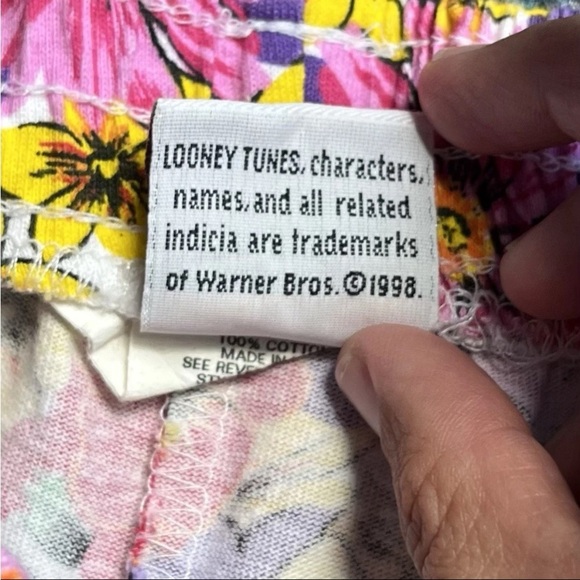 LOONEY TUNES, characters,
names, and all related
indicia are trademarks
of Warner Bros. ©1998.
100% COTTON
MADE IN
SEE REVE